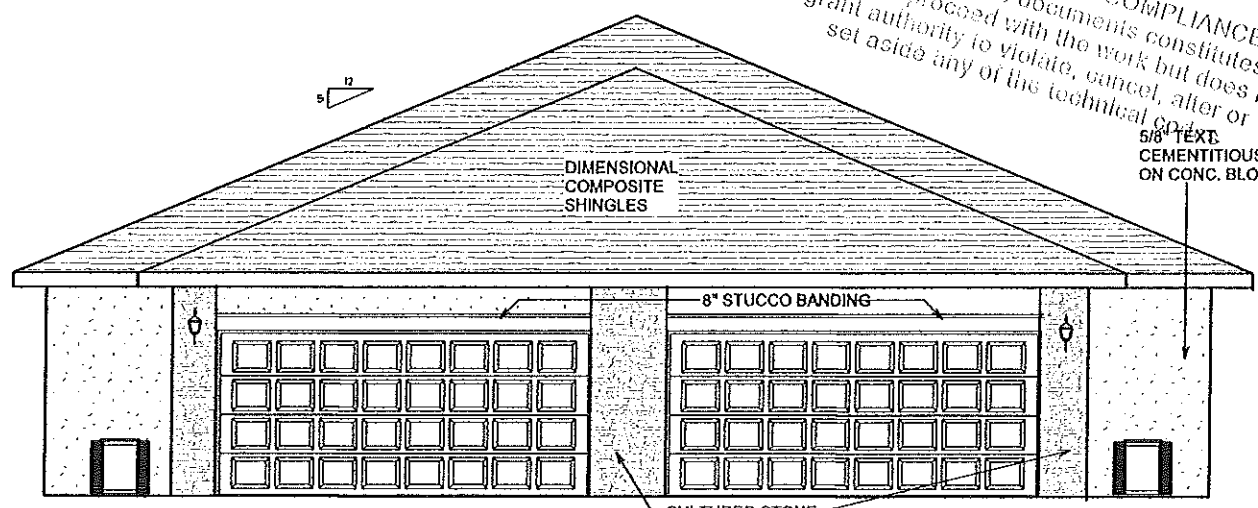 COMPLIANCE
documents constitutes
proceed with the work but does
grant authority to violate, cancel, alter or
set aside any of the technical
12
5
5/8" TEXT.
CEMENTITIOUS
ON CONC. BLO
DIMENSIONAL
COMPOSITE
SHINGLES
8" STUCCO BANDING